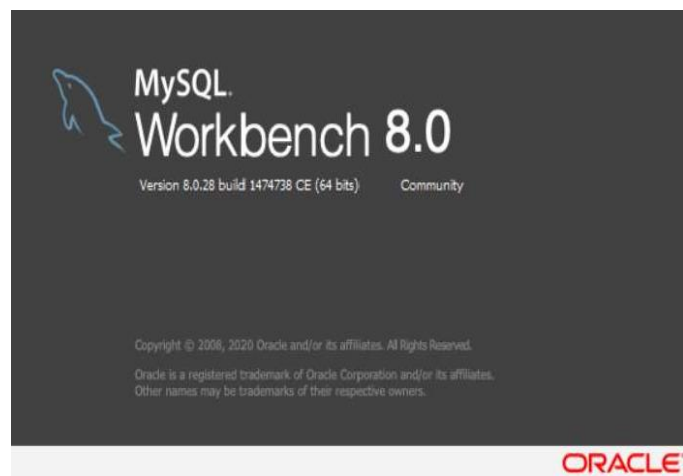 MySQL.
Workbench 8.0
Version 8.0.28 build 1474738 CE (64 bits) Community
Copyright © 2008, 2020 Oracle and/or its affiliates. All Rights Reserved.
Oracle is a registered trademark of Oracle Corporation and/or its affiliates.
Other names may be trademarks of their respective owners.
ORACLE